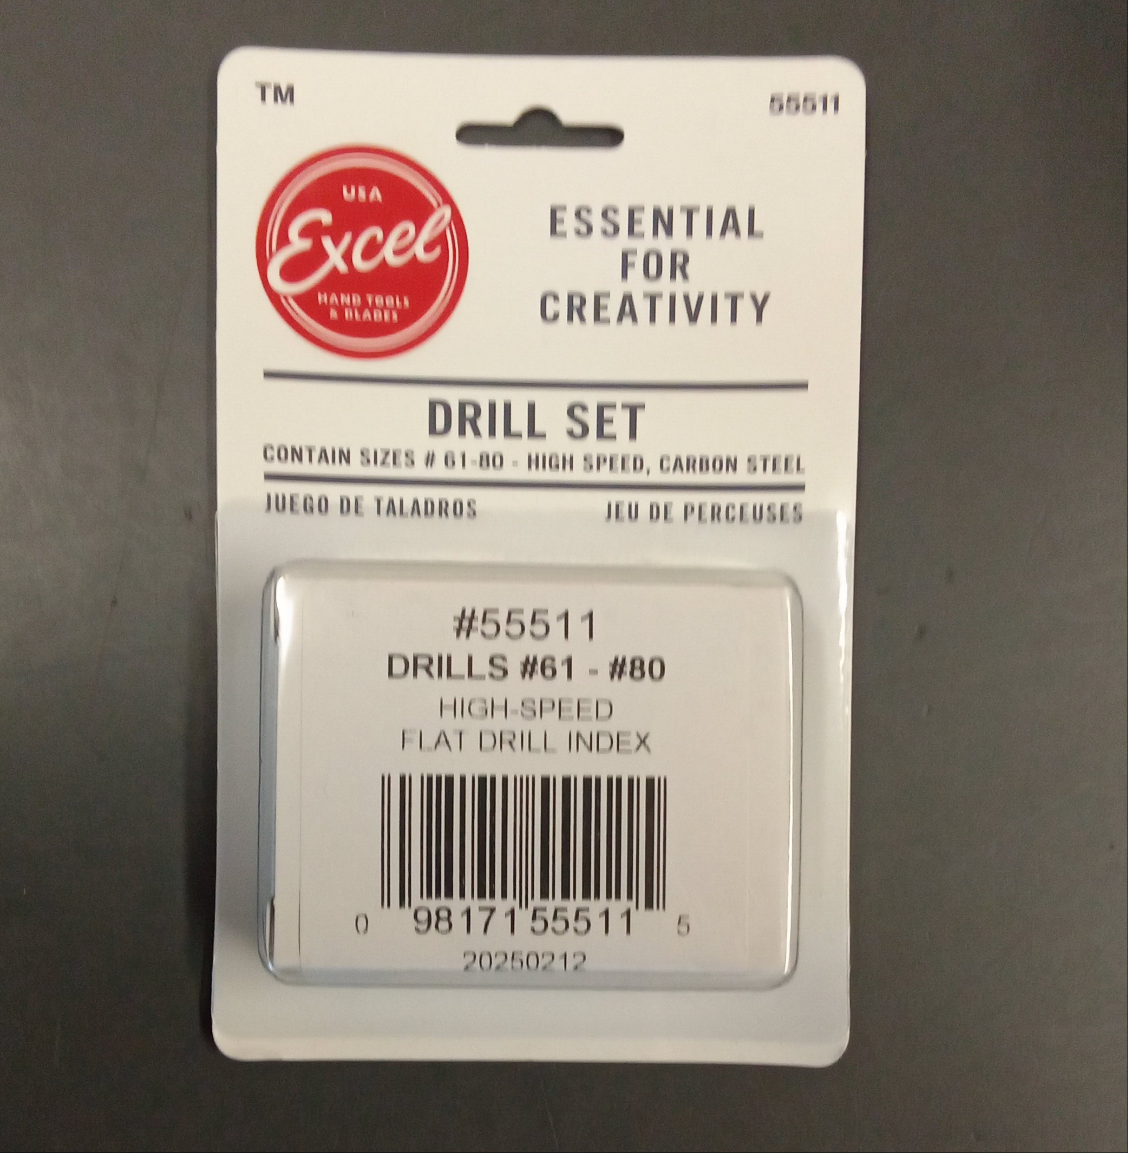 TM
55511
USA
Excel
HAND TOOLS
& BLADES
ESSENTIAL
FOR
CREATIVITY
DRILL SET
CONTAIN SIZES # 61-80 - HIGH SPEED, CARBON STEEL
JUEGO DE TALADROS
JEU DE PERCEUSES
#55511
DRILLS #61 - #80
HIGH-SPEED
FLAT DRILL INDEX
0 98171 55511 5
20250212